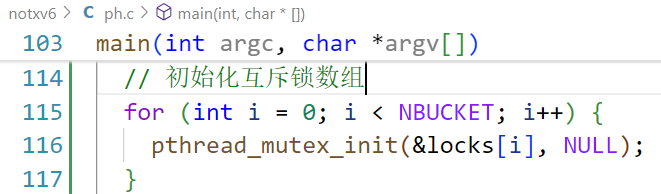 notxv6 > C ph.c > main(int, char * [])
103 main(int argc, char *argv[])
114 // 初始化互斥锁数组
115 for (int i = 0; i < NBUCKET; i++) {
116 pthread_mutex_init(&locks[i], NULL);
117 }